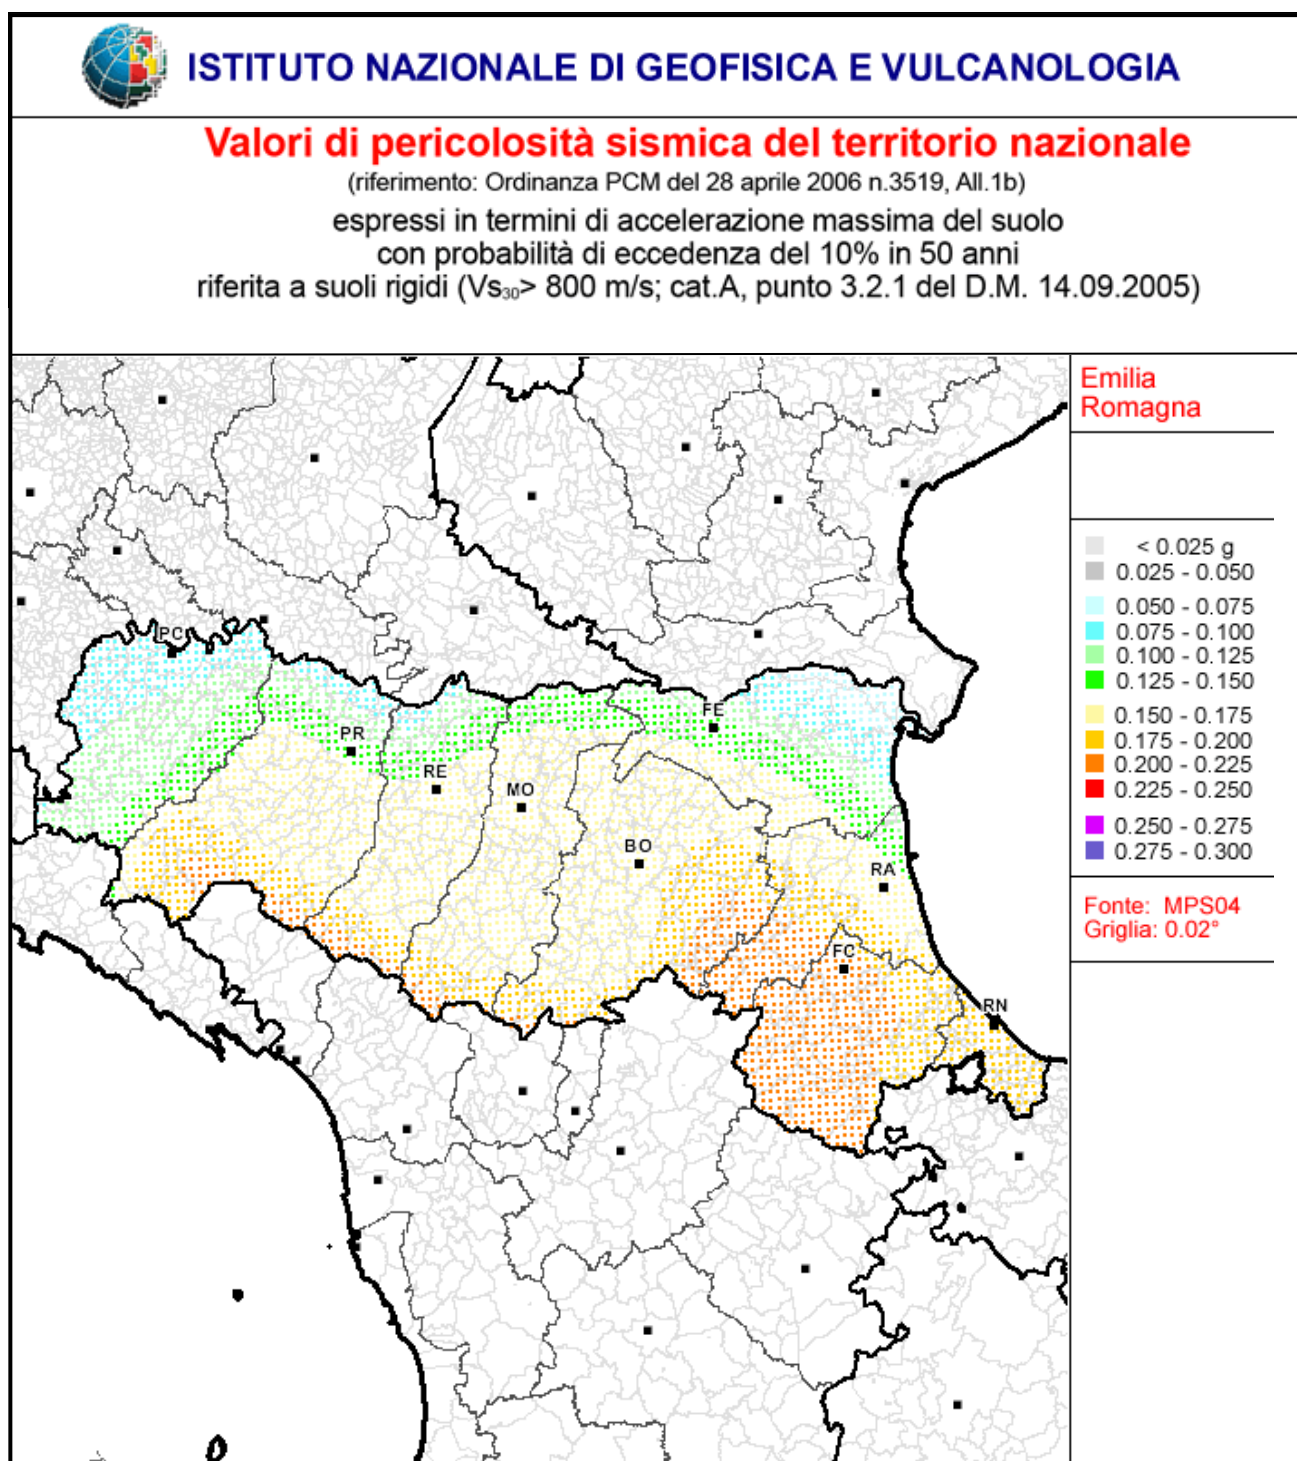 ISTITUTO NAZIONALE DI GEOFISICA E VULCANOLOGIA
Valori di pericolosità sismica del territorio nazionale
(riferimento: Ordinanza PCM del 28 aprile 2006 n.3519, All.1b)
espressi in termini di accelerazione massima del suolo
con probabilità di eccedenza del 10% in 50 anni
riferita a suoli rigidi (Vs30> 800 m/s; cat.A, punto 3.2.1 del D.M. 14.09.2005)
Emilia
Romagna
< 0.025 g
0.025 - 0.050
0.050 - 0.075
0.075 - 0.100
0.100 - 0.125
0.125 - 0.150
0.150 - 0.175
0.175 - 0.200
0.200 - 0.225
0.225 - 0.250
0.250 - 0.275
0.275 - 0.300
Fonte: MPS04
Griglia: 0.02°
PC
FE
PR
RE
MO
BO
RA
FC
RN